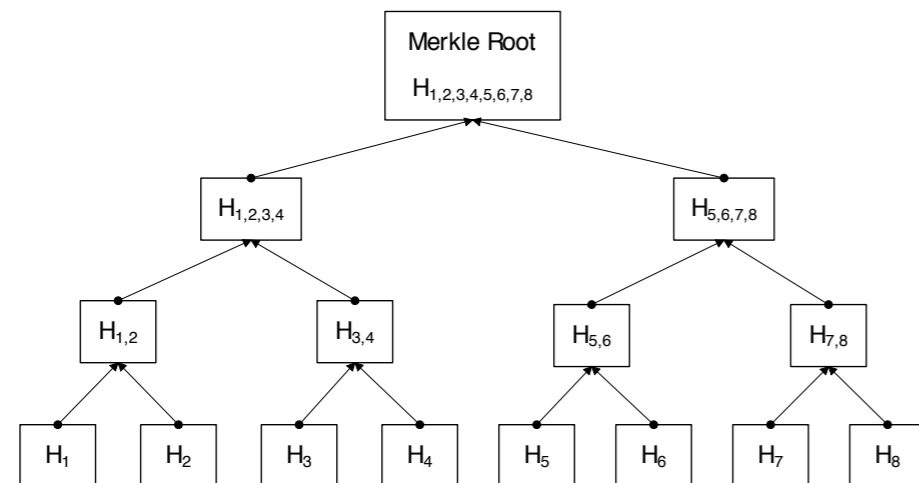 Merkle Root
H1,2,3,4,5,6,7,8
H1,2,3,4
H5,6,7,8
H1,2
H3,4
H5,6
H7,8
H1
H2
H3
H4
H5
H6
H7
H8